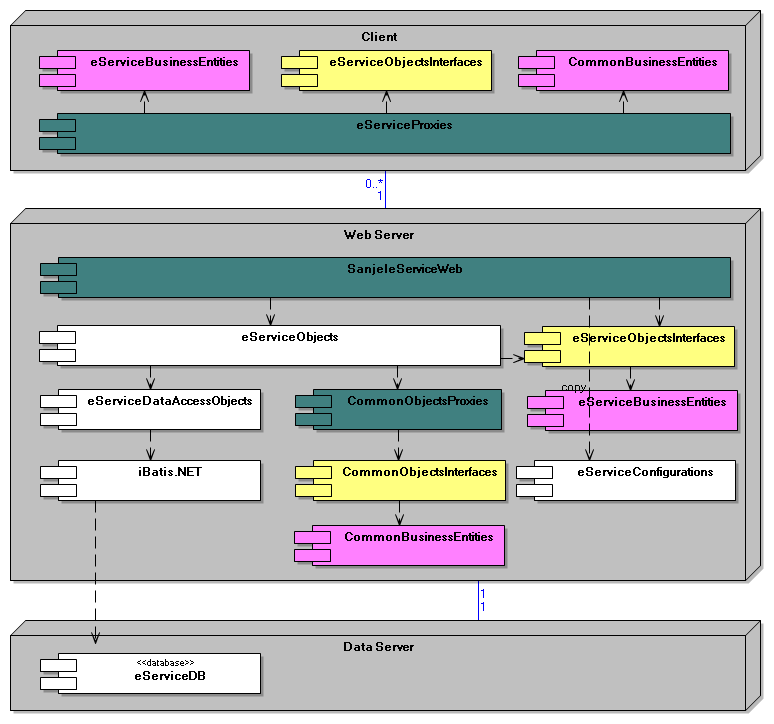 Client
eServiceBusinessEntities
eServiceObjectsInterfaces
CommonBusinessEntities
eServiceProxies
0..*
1
Web Server
SanjeleServiceWeb
eServiceObjects
eServiceObjectsInterfaces
copy
eServiceDataAccessObjects
CommonObjectsProxies
eServiceBusinessEntities
iBatis.NET
CommonObjectsInterfaces
eServiceConfigurations
CommonBusinessEntities
1
1
Data Server
<<database>>
eServiceDB